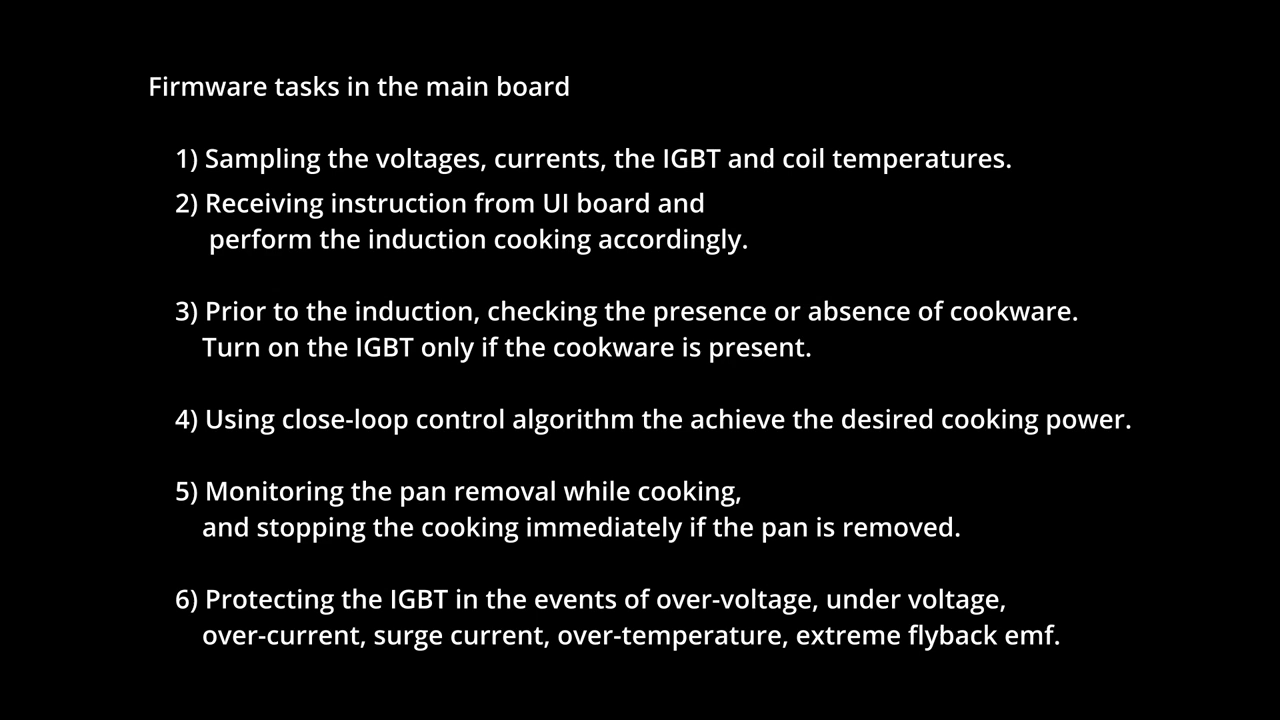 Firmware tasks in the main board
1) Sampling the voltages, currents, the IGBT and coil temperatures.
2) Receiving instruction from UI board and
perform the induction cooking accordingly.
3) Prior to the induction, checking the presence or absence of cookware.
Turn on the IGBT only if the cookware is present.
4) Using close-loop control algorithm the achieve the desired cooking power.
5) Monitoring the pan removal while cooking,
and stopping the cooking immediately if the pan is removed.
6) Protecting the IGBT in the events of over-voltage, under voltage,
over-current, surge current, over-temperature, extreme flyback emf.